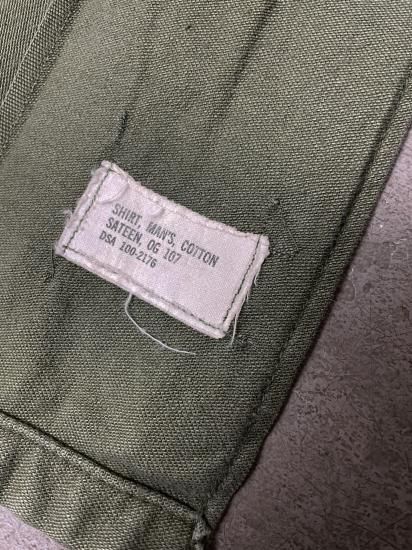 SHIRT, MAN'S, COTTON
SATEEN, OG 107
DSA 100-2176